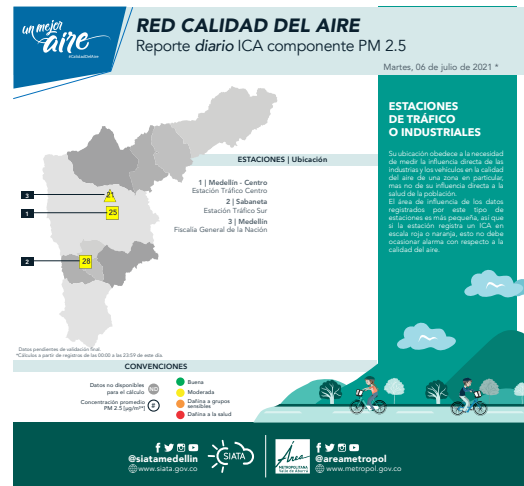 un mejor
aire
#CalidadDelAire
RED CALIDAD DEL AIRE
Reporte diario ICA componente PM 2.5
Martes, 06 de julio de 2021 *
ESTACIONES
DE TRÁFICO
O INDUSTRIALES
Su ubicación obedece a la necesidad
de medir la influencia directa de las
industrias y los vehículos en la calidad
del aire de una zona en particular,
mas no de su influencia directa a la
salud de la población.
El área de influencia de los datos
registrados por este tipo de
estaciones es más pequeña, así que
si la estación registra un ICA en
escala roja o naranja, esto no debe
ocasionar alarma con respecto a la
calidad del aire.
ESTACIONES | Ubicación
1 | Medellín - Centro
Estación Tráfico Centro
2 | Sabaneta
Estación Tráfico Sur
3 | Medellín
Fiscalía General de la Nación
3
21
1
25
2
28
Datos pendientes de validación final.
*Cálculos a partir de registros de las 00:00 a las 23:59 de este día.
CONVENCIONES
Datos no disponibles
para el cálculo
ND
Concentración promedio
PM 2.5 [µg/m³*]
#
Buena
Moderada
Dañina a grupos
sensibles
Dañina a la salud
@siatamedellin
www.siata.gov.co
SIATA
Área
METROPOLITANA
Valle de Aburrá
@areametropol
www.metropol.gov.co